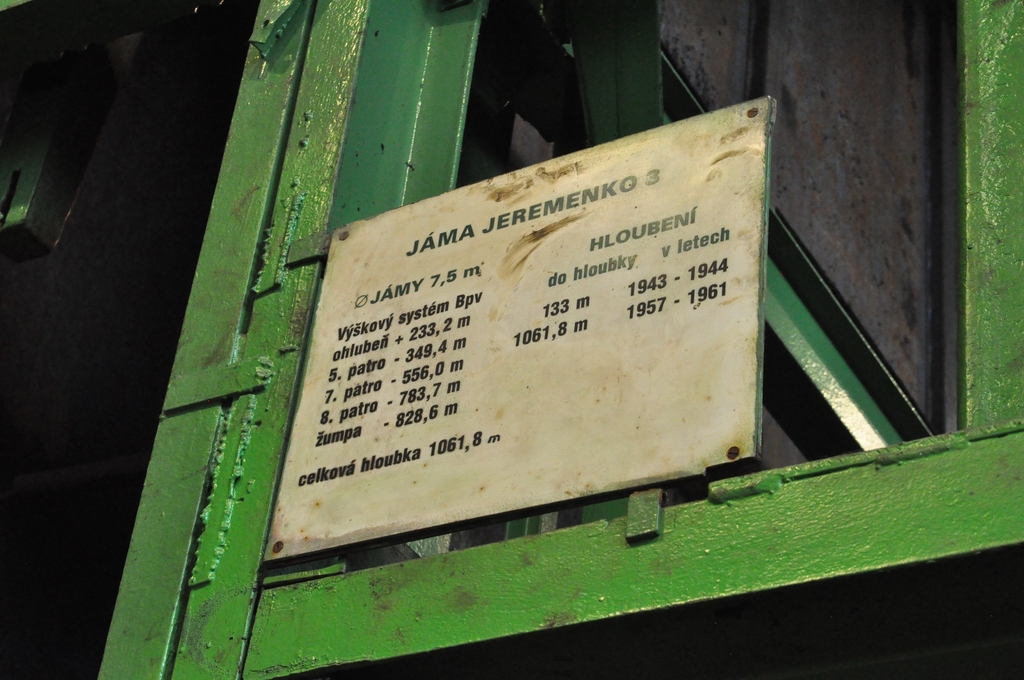 JÁMA JEREMENKO 3
∅ JÁMY 7,5 m
Výškový systém Bpv
ohlubeň + 233,2 m
5. patro - 349,4 m
7. patro - 556,0 m
8. patro - 783,7 m
žumpa - 828,6 m
celková hloubka 1061,8 m
HLOUBENÍ
do hloubky v letech
133 m 1943 - 1944
1061,8 m 1957 - 1961